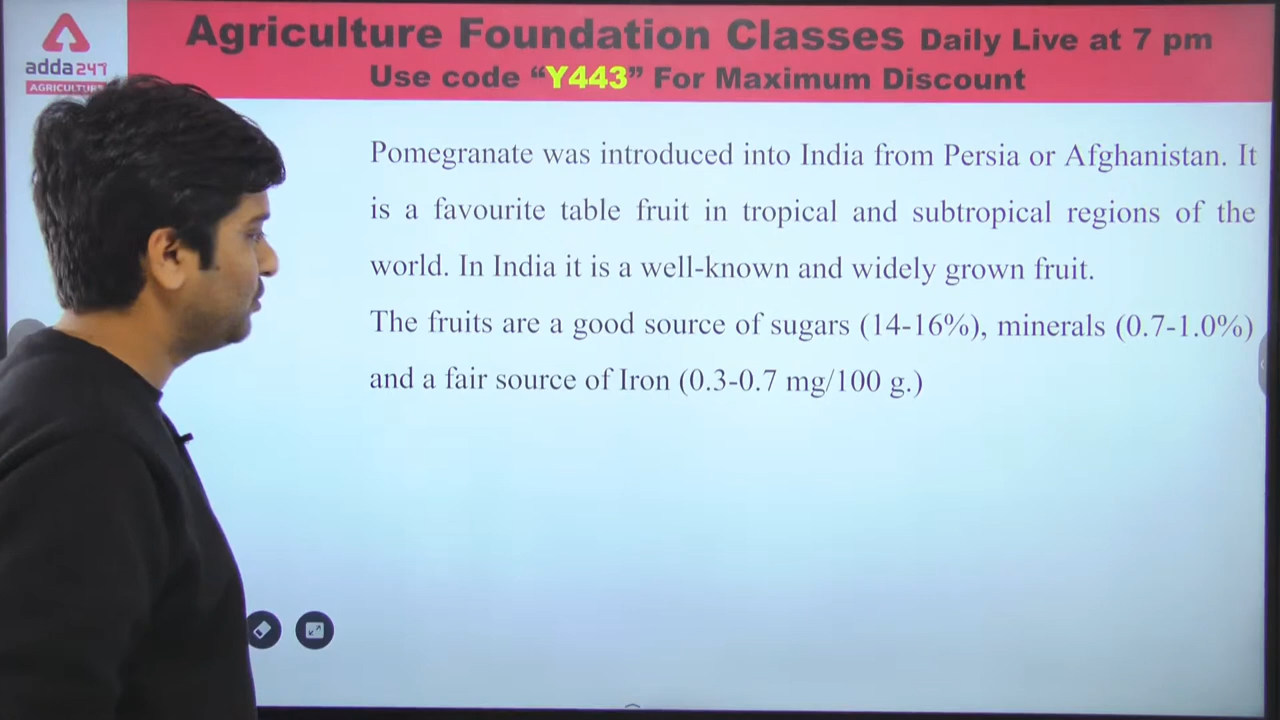 Agriculture Foundation Classes Daily Live at 7 pm
Use code “Y443” For Maximum Discount
adda247
AGRICULTURE
Pomegranate was introduced into India from Persia or Afghanistan. It
is a favourite table fruit in tropical and subtropical regions of the
world. In India it is a well-known and widely grown fruit.
The fruits are a good source of sugars (14-16%), minerals (0.7-1.0%)
and a fair source of Iron (0.3-0.7 mg/100 g.)